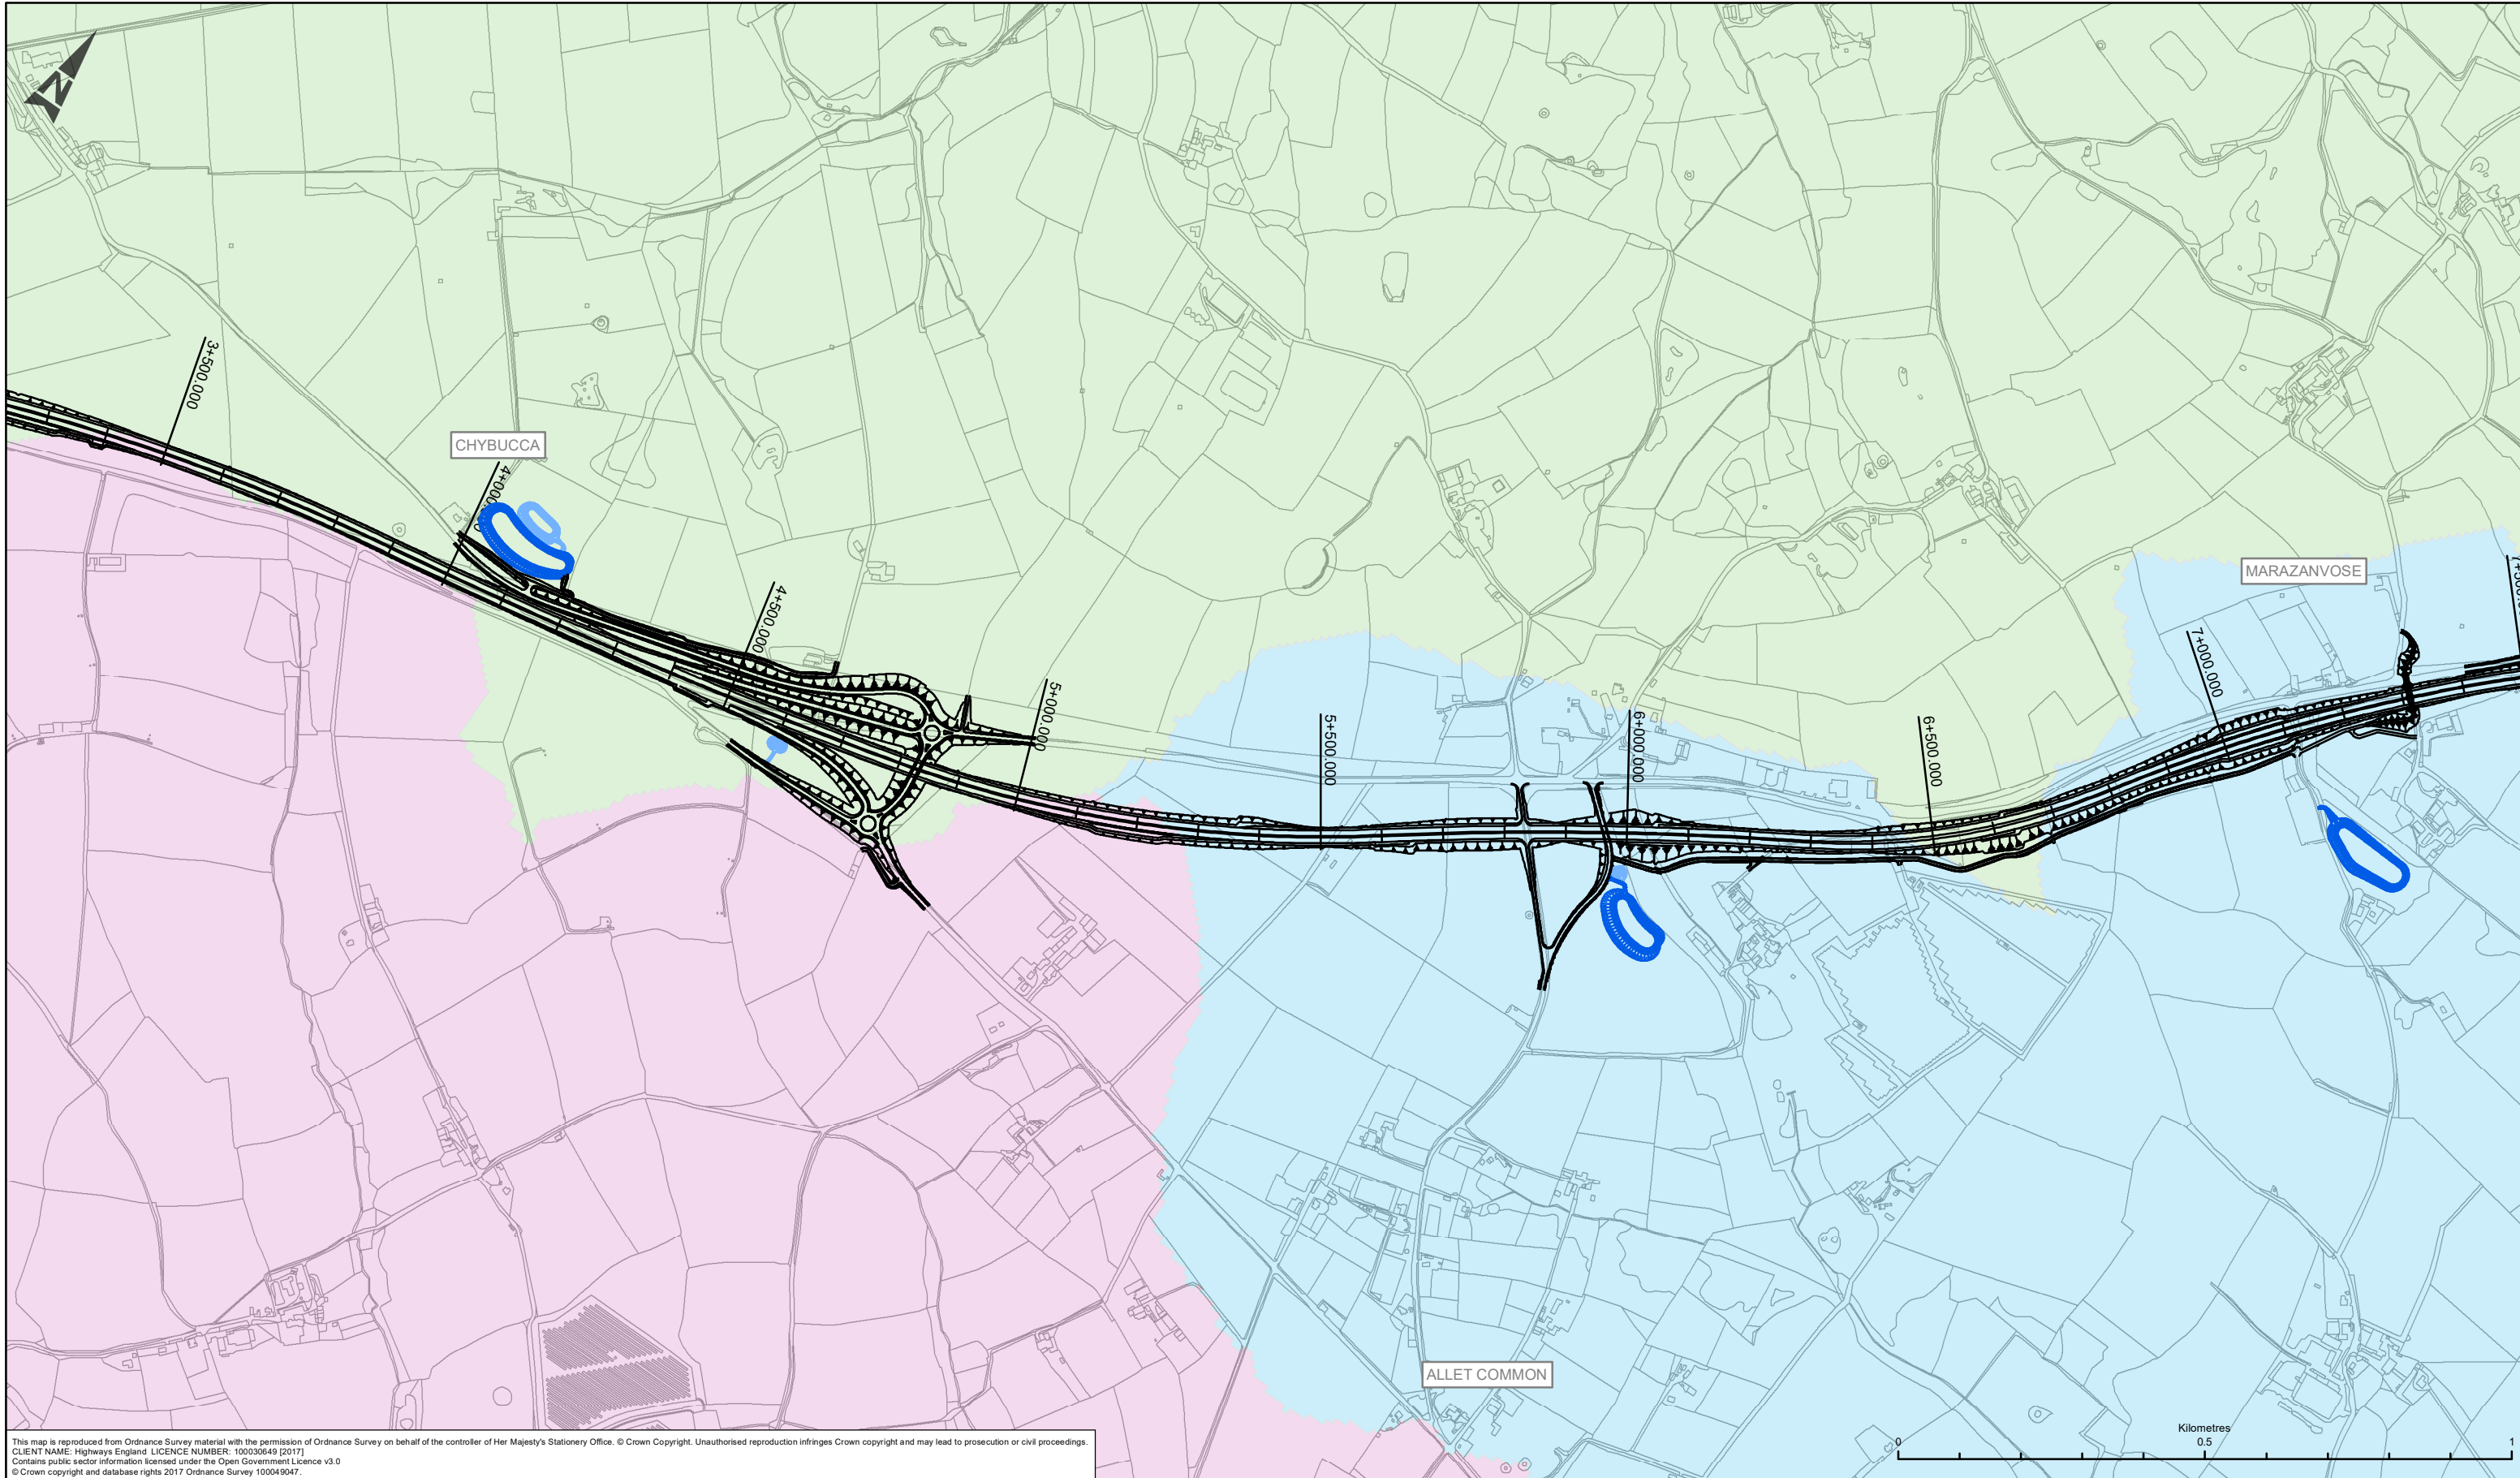 N
3+500.000
CHYBUCCA
4+000
4+500.000
5+000.000
5+500.000
6+000.000
6+500.000
7+000.000
MARAZANVOSE
ALLET COMMON
Kilometres
0 0.5 1
This map is reproduced from Ordnance Survey material with the permission of Ordnance Survey on behalf of the controller of Her Majesty's Stationery Office. © Crown Copyright. Unauthorised reproduction infringes Crown copyright and may lead to prosecution or civil proceedings.
CLIENT NAME: Highways England LICENCE NUMBER: 100030649 [2017]
Contains public sector information licensed under the Open Government Licence v3.0
© Crown copyright and database rights 2017 Ordnance Survey 100049047.